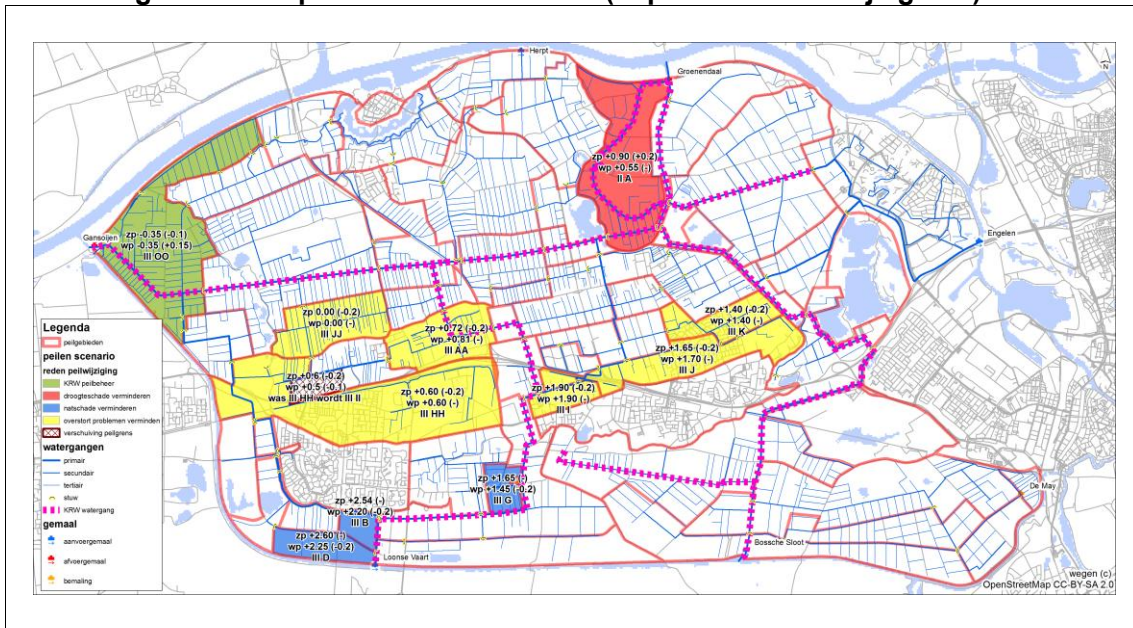 Herpt
Groenendaal
zp +0.90 (+0.2)
wp +0.55 (-)
II A
Gansoijen
zp -0.35 (-0.1)
wp -0.35 (+0.15)
III OO
Engelen
zp 0.00 (-0.2)
wp 0.00 (-)
III JJ
zp +0.72 (-0.2)
wp +0.81 (-)
III AA
zp +1.40 (-0.2)
wp +1.40 (-)
III K
zp +1.65 (-0.2)
wp +1.70 (-)
III J
zp +0.6 (-0.2)
wp +0.5 (-0.1)
was III HH wordt III II
zp +0.60 (-0.2)
wp +0.60 (-)
III HH
zp +1.90 (-0.2)
wp +1.90 (-)
III I
zp +1.65 (-)
wp +1.45 (-0.2)
III G
zp +2.54 (-)
wp +2.20 (-0.2)
III B
zp +2.60 (-)
wp +2.25 (-0.2)
III D
Loonse Vaart
De May
Bossche Sloot
Legenda
peilgebieden
peilen scenario
reden peilwijziging
KRW peilbeheer
droogteschade verminderen
natschade verminderen
overstort problemen verminden
verschuiving peilgrens
watergangen
primair
secundair
tertiair
stuw
KRW watergang
gemaal
aanvoergemaal
afvoergemaal
bemaling
wegen (c)
OpenStreetMap CC-BY-SA 2.0